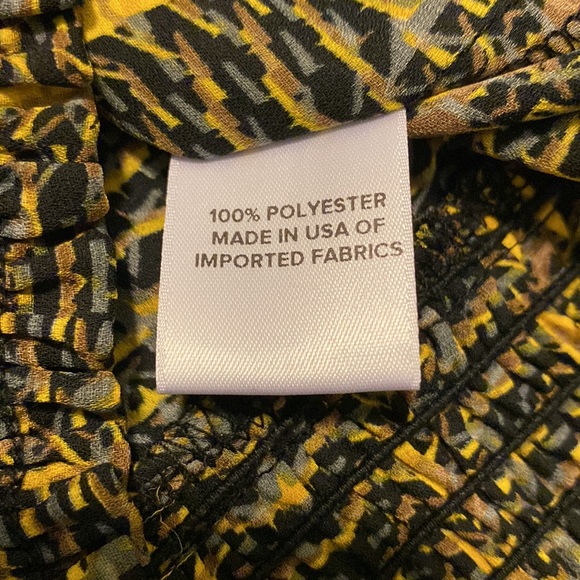 100% POLYESTER
MADE IN USA OF
IMPORTED FABRICS